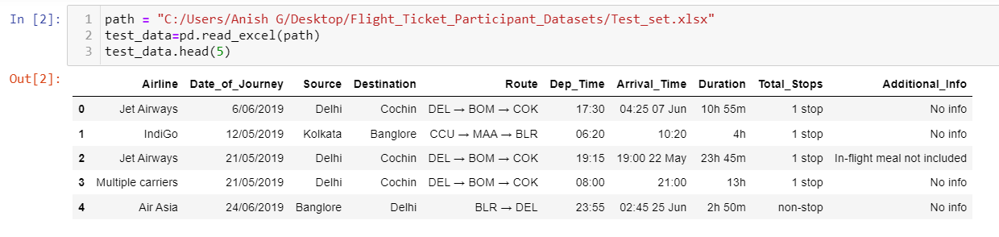 In [2]:
1 path = "C:/Users/Anish G/Desktop/Flight_Ticket_Participant_Datasets/Test_set.xlsx"
2 test_data=pd.read_excel(path)
3 test_data.head(5)
Out[2]:
Airline Date_of_Journey Source Destination Route Dep_Time Arrival_Time Duration Total_Stops Additional_Info
0 Jet Airways 6/06/2019 Delhi Cochin DEL → BOM → COK 17:30 04:25 07 Jun 10h 55m 1 stop No info
1 IndiGo 12/05/2019 Kolkata Banglore CCU → MAA → BLR 06:20 10:20 4h 1 stop No info
2 Jet Airways 21/05/2019 Delhi Cochin DEL → BOM → COK 19:15 19:00 22 May 23h 45m 1 stop In-flight meal not included
3 Multiple carriers 21/05/2019 Delhi Cochin DEL → BOM → COK 08:00 21:00 13h 1 stop No info
4 Air Asia 24/06/2019 Banglore Delhi BLR → DEL 23:55 02:45 25 Jun 2h 50m non-stop No info